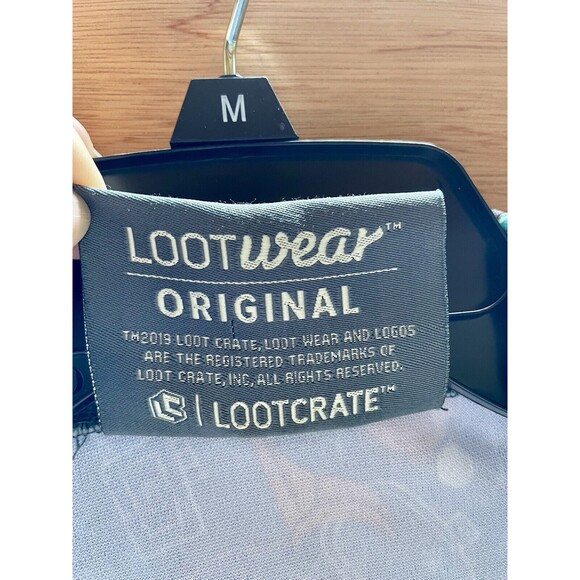 M
LOOTwear™
ORIGINAL
TM2019 LOOT CRATE, LOOT WEAR AND LOGOS
ARE THE REGISTERED TRADEMARKS OF
LOOT CRATE, INC, ALL RIGHTS RESERVED.
LC | LOOTCRATE™